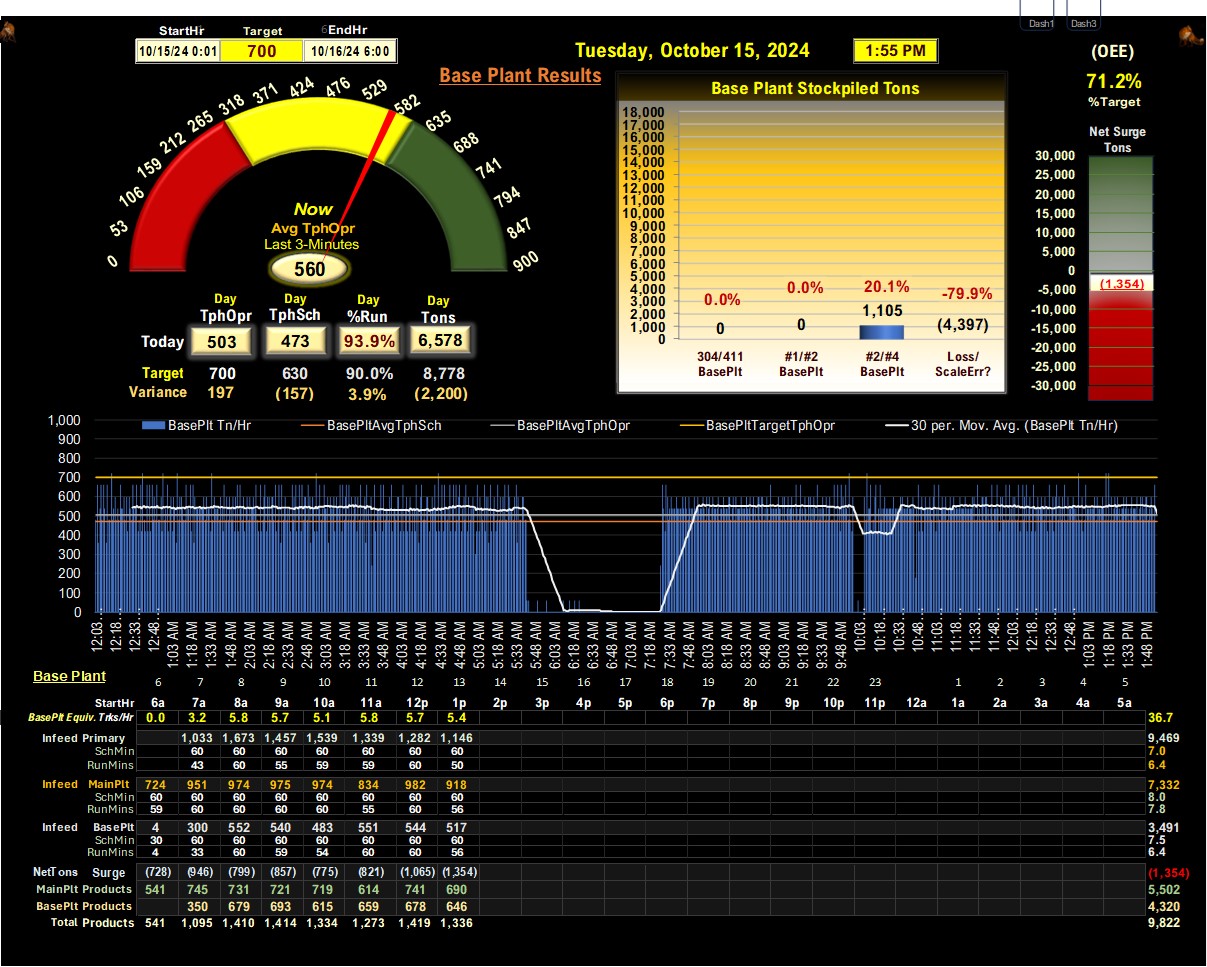 Dash1 Dash3
StartHr Target EndHr
10/15/24 0:01 700 10/16/24 6:00
Tuesday, October 15, 2024 1:55 PM
(OEE)
71.2%
%Target
Base Plant Results
0 53 106 159 212 265 318 371 424 476 529 582 635 688 741 794 847 900
Now
Avg TphOpr
Last 3-Minutes
560
Day Day Day Day
TphOpr TphSch %Run Tons
Today 503 473 93.9% 6,578
Target 700 630 90.0% 8,778
Variance 197 (157) 3.9% (2,200)
Base Plant Stockpiled Tons
18,000
17,000
16,000
15,000
14,000
13,000
12,000
11,000
10,000
9,000
8,000
7,000
6,000
5,000
4,000
3,000
2,000
1,000
0
0.0% 0.0% 20.1% -79.9%
0 0 1,105 (4,397)
304/411 #1/#2 #2/#4 Loss/
BasePlt BasePlt BasePlt ScaleErr?
Net Surge
Tons
30,000
25,000
20,000
15,000
10,000
5,000
0
-5,000
-10,000
-15,000
-20,000
-25,000
-30,000
(1,354)
BasePlt Tn/Hr BasePltAvgTphSch BasePltAvgTphOpr BasePltTargetTphOpr 30 per. Mov. Avg. (BasePlt Tn/Hr)
1,000
900
800
700
600
500
400
300
200
100
0
12:03.. 12:18.. 12:33.. 12:48.. 1:03 AM 1:18 AM 1:33 AM 1:48 AM 2:03 AM 2:18 AM 2:33 AM 2:48 AM 3:03 AM 3:18 AM 3:33 AM 3:48 AM 4:03 AM 4:18 AM 4:33 AM 4:48 AM 5:03 AM 5:18 AM 5:33 AM 5:48 AM 6:03 AM 6:18 AM 6:33 AM 6:48 AM 7:03 AM 7:18 AM 7:33 AM 7:48 AM 8:03 AM 8:18 AM 8:33 AM 8:48 AM 9:03 AM 9:18 AM 9:33 AM 9:48 AM 10:03.. 10:18.. 10:33.. 10:48.. 11:03.. 11:18.. 11:33.. 11:48.. 12:03.. 12:18.. 12:33.. 12:48.. 1:03 PM 1:18 PM 1:33 PM 1:48 PM
Base Plant
6 7 8 9 10 11 12 13 14 15 16 17 18 19 20 21 22 23 1 2 3 4 5
StartHr 6a 7a 8a 9a 10a 11a 12p 1p 2p 3p 4p 5p 6p 7p 8p 9p 10p 11p 12a 1a 2a 3a 4a 5a
BasePlt Equiv. Trks/Hr 0.0 3.2 5.8 5.7 5.1 5.8 5.7 5.4 36.7
Infeed Primary 1,033 1,673 1,457 1,539 1,339 1,282 1,146 9,469
SchMin 60 60 60 60 60 60 60 7.0
RunMins 43 60 55 59 59 60 50 6.4
Infeed MainPlt 724 951 974 975 974 834 982 918 7,332
SchMin 60 60 60 60 60 60 60 60 8.0
RunMins 59 60 60 60 60 55 60 56 7.8
Infeed BasePlt 4 300 552 540 483 551 544 517 3,491
SchMin 30 60 60 60 60 60 60 60 7.5
RunMins 4 33 60 59 54 60 60 56 6.4
NetTons Surge (728) (946) (799) (857) (775) (821) (1,065) (1,354) (1,354)
MainPlt Products 541 745 731 721 719 614 741 690 5,502
BasePlt Products 350 679 693 615 659 678 646 4,320
Total Products 541 1,095 1,410 1,414 1,334 1,273 1,419 1,336 9,822